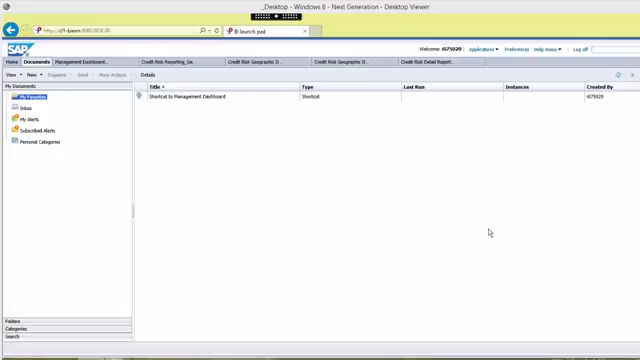 _Desktop - Windows 8 - Next Generation - Desktop Viewer
BI launch pad
SAP
Welcome: i075020 Applications Preferences Help menu Log off
Home Documents Management Dashboard... Credit Risk Reporting_Ge... Credit Risk Geographic D... Credit Risk Geographic D... Credit Risk Detail Report...
View New Organize Send More Actions Details
My Documents Title Type Last Run Instances Created By
My Favorites Shortcut to Management Dashboard Shortcut i075020
Inbox
My Alerts
Subscribed Alerts
Personal Categories
Folders
Categories
Search